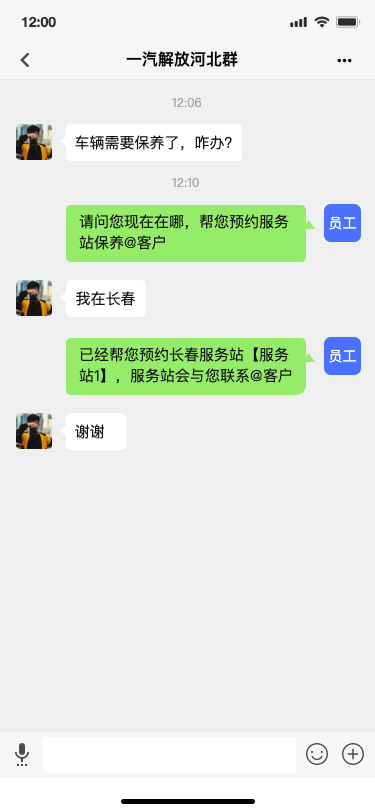 12:00
一汽解放河北群
12:06
车辆需要保养了，咋办?
12:10
请问您现在在哪，帮您预约服务
站保养@客户
员工
我在长春
已经帮您预约长春服务站【服务
站1】，服务站会与您联系@客户
员工
谢谢